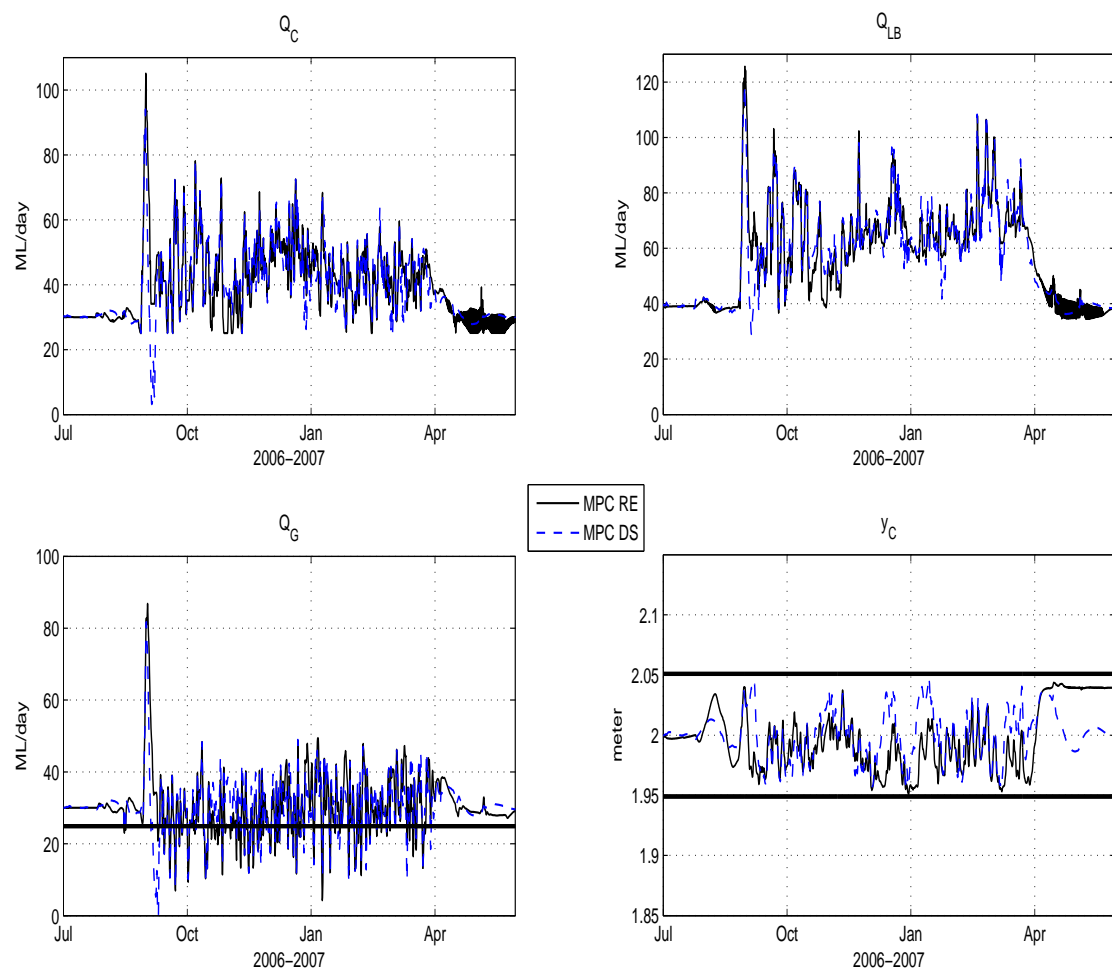 Q_C
ML/day
100
80
60
40
20
0
Jul
Oct
Jan
Apr
2006−2007
Q_LB
ML/day
120
100
80
60
40
20
0
Jul
Oct
Jan
Apr
2006−2007
MPC RE
MPC DS
Q_G
ML/day
100
80
60
40
20
0
Jul
Oct
Jan
Apr
2006−2007
y_C
meter
2.1
2.05
2
1.95
1.9
1.85
Jul
Oct
Jan
Apr
2006−2007